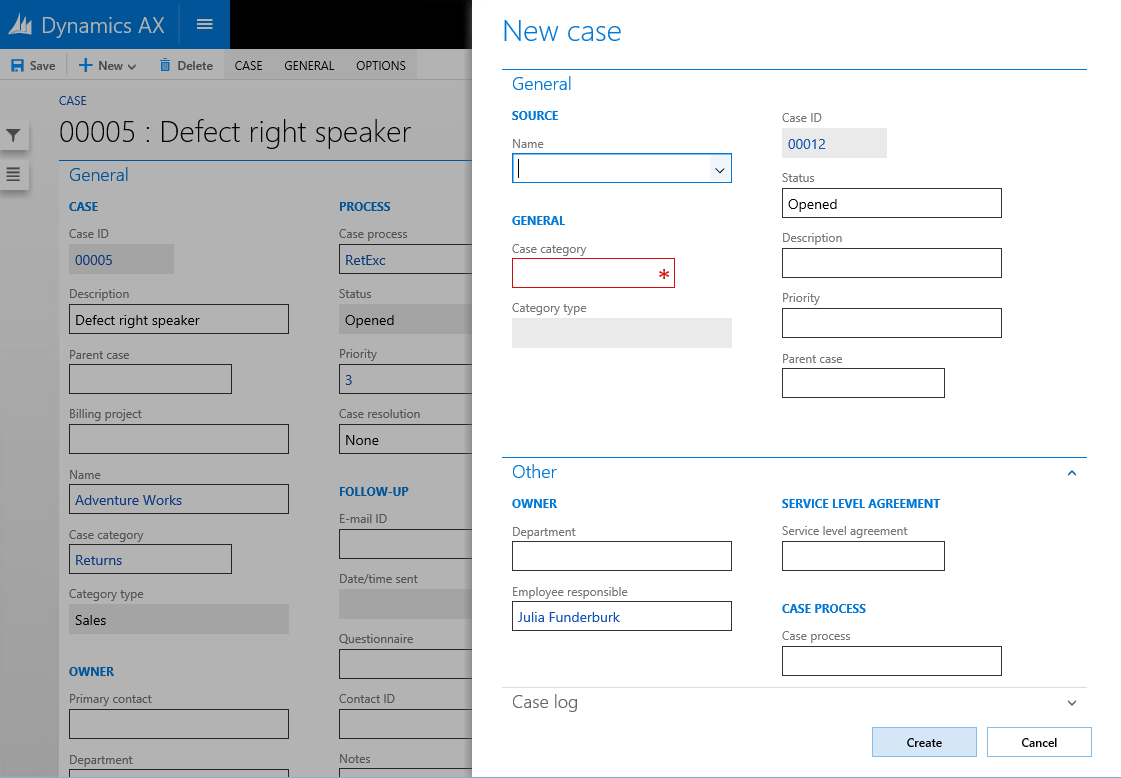 Dynamics AX
Save
New
Delete
CASE
GENERAL
OPTIONS
CASE
00005 : Defect right speaker
General
CASE
Case ID
00005
Description
Defect right speaker
Parent case
Billing project
Name
Adventure Works
Case category
Returns
Category type
Sales
OWNER
Primary contact
Department
PROCESS
Case process
RetExc
Status
Opened
Priority
3
Case resolution
None
FOLLOW-UP
E-mail ID
Date/time sent
Questionnaire
Contact ID
Notes
New case
General
SOURCE
Name
GENERAL
Case category
*
Category type
Case ID
00012
Status
Opened
Description
Priority
Parent case
Other
OWNER
Department
Employee responsible
Julia Funderburk
SERVICE LEVEL AGREEMENT
Service level agreement
CASE PROCESS
Case process
Case log
Create
Cancel